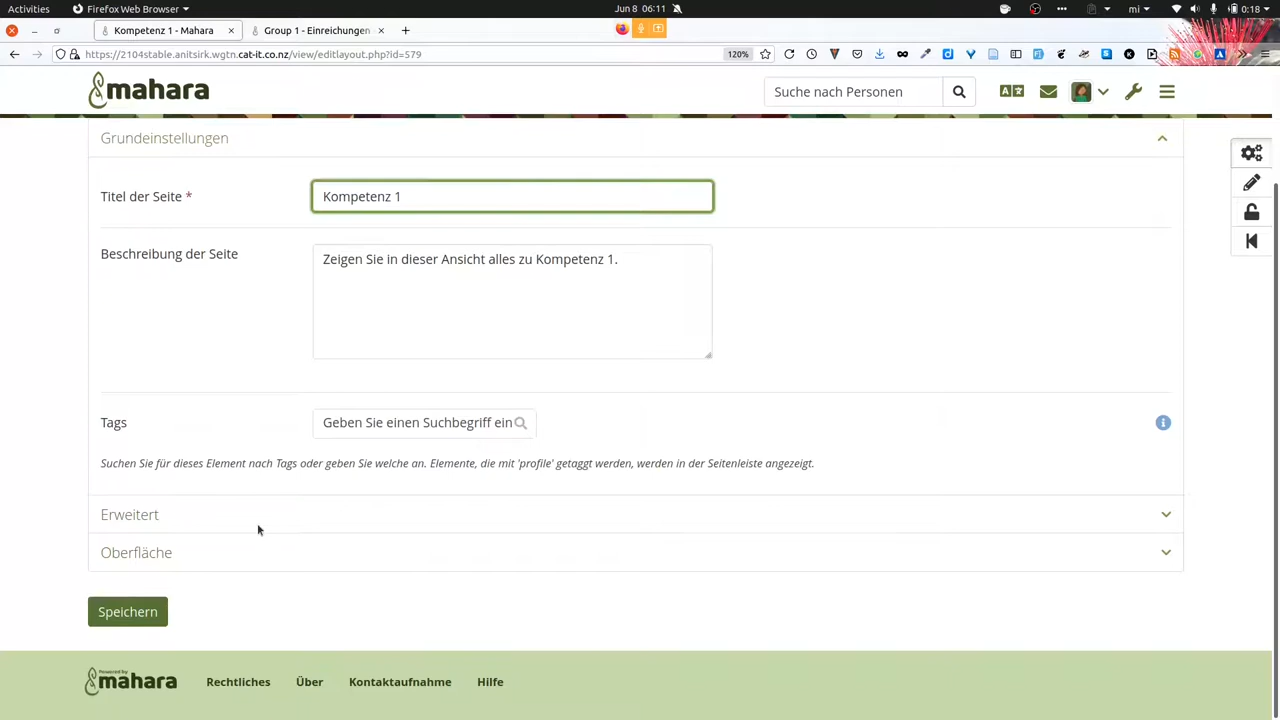 Activities
Firefox Web Browser
Jun 8 06:11
mi
0:18
Kompetenz 1 - Mahara
Group 1 - Einreichungen
https://2104stable.anitsirk.wgtn.cat-it.co.nz/view/editlayout.php?id=579
120%
mahara
Suche nach Personen
Grundeinstellungen
Titel der Seite *
Kompetenz 1
Beschreibung der Seite
Zeigen Sie in dieser Ansicht alles zu Kompetenz 1.
Tags
Geben Sie einen Suchbegriff ein
Suchen Sie für dieses Element nach Tags oder geben Sie welche an. Elemente, die mit 'profile' getaggt werden, werden in der Seitenleiste angezeigt.
Erweitert
Oberfläche
Speichern
Powered by
mahara
Rechtliches
Über
Kontaktaufnahme
Hilfe